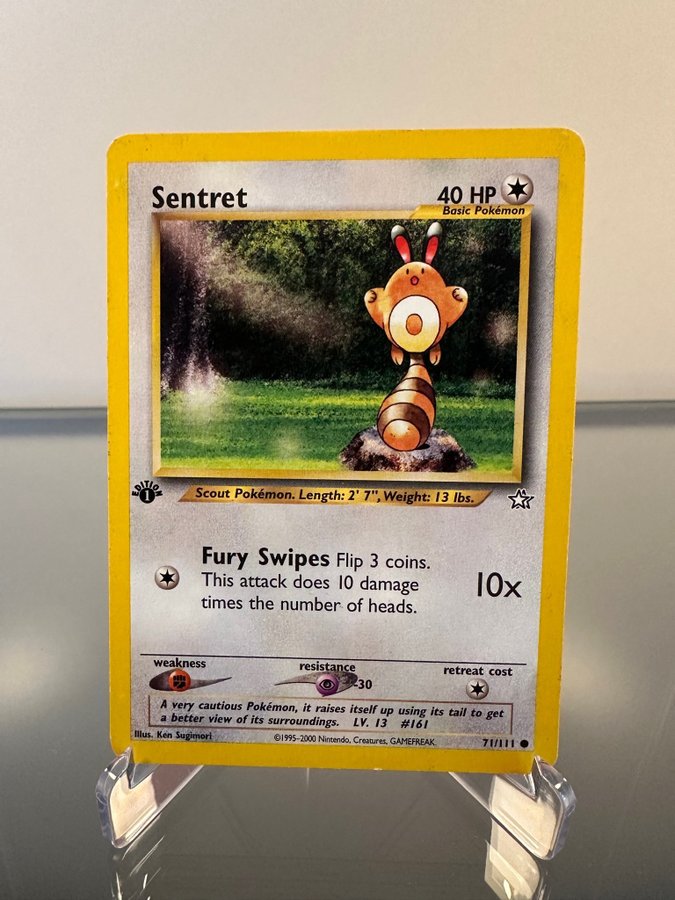 Sentret
40 HP
Basic Pokémon
EDITION
1
Scout Pokémon. Length: 2' 7", Weight: 13 lbs.
Fury Swipes Flip 3 coins.
This attack does 10 damage
times the number of heads.
10x
weakness
resistance
-30
retreat cost
A very cautious Pokémon, it raises itself up using its tail to get
a better view of its surroundings. LV. 13 #161
Illus. Ken Sugimori
©1995-2000 Nintendo, Creatures, GAMEFREAK.
71/111